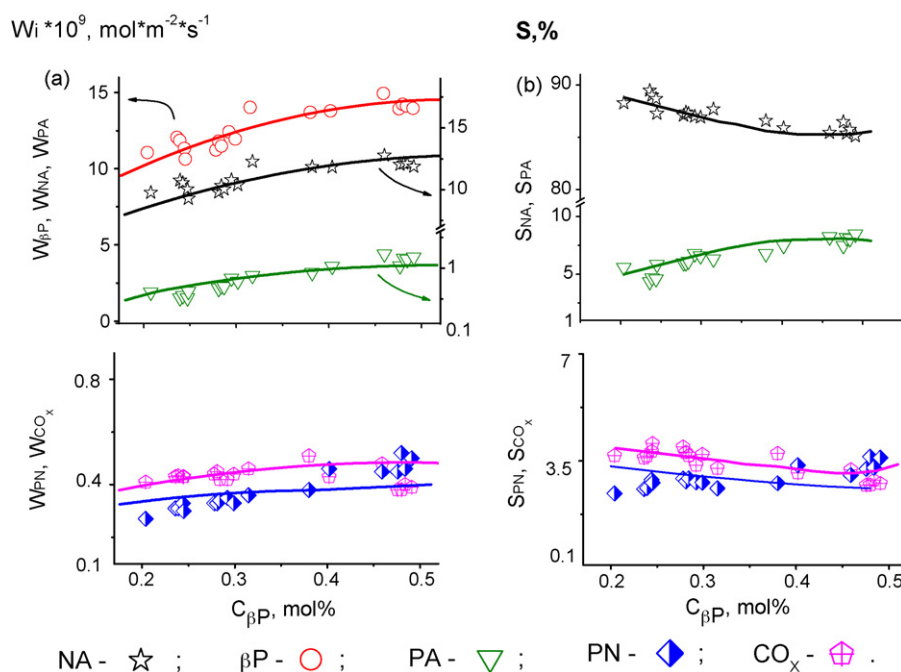 Wi *10^9, mol*m^-2*s^-1
S,%
(a)
15
10
5
0
WβP, WNA, WPA
15
10
1
0.1
(b)
90
80
10
5
1
SNA, SPA
0.8
0.4
0.1
WPN, WCOx
0.2 0.3 0.4 0.5
CβP, mol%
7
3.5
0.1
SPN, SCOx
0.2 0.3 0.4 0.5
CβP, mol%
NA - ; βP - ; PA - ; PN - ; COx - .